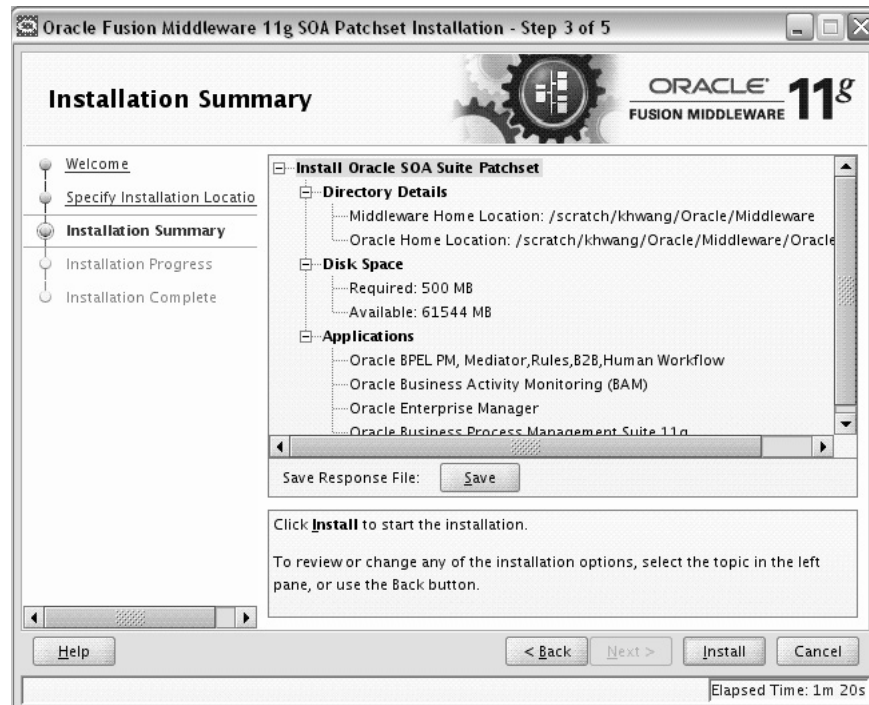 Oracle Fusion Middleware 11g SOA Patchset Installation - Step 3 of 5
Installation Summary
ORACLE
FUSION MIDDLEWARE 11g
Welcome
Specify Installation Locatio
Installation Summary
Installation Progress
Installation Complete
Install Oracle SOA Suite Patchset
Directory Details
Middleware Home Location: /scratch/khwang/Oracle/Middleware
Oracle Home Location: /scratch/khwang/Oracle/Middleware/Oracle
Disk Space
Required: 500 MB
Available: 61544 MB
Applications
Oracle BPEL PM, Mediator,Rules,B2B,Human Workflow
Oracle Business Activity Monitoring (BAM)
Oracle Enterprise Manager
Oracle Business Process Management Suite 11g
Save Response File: Save
Click Install to start the installation.
To review or change any of the installation options, select the topic in the left
pane, or use the Back button.
Help < Back Next > Install Cancel
Elapsed Time: 1m 20s